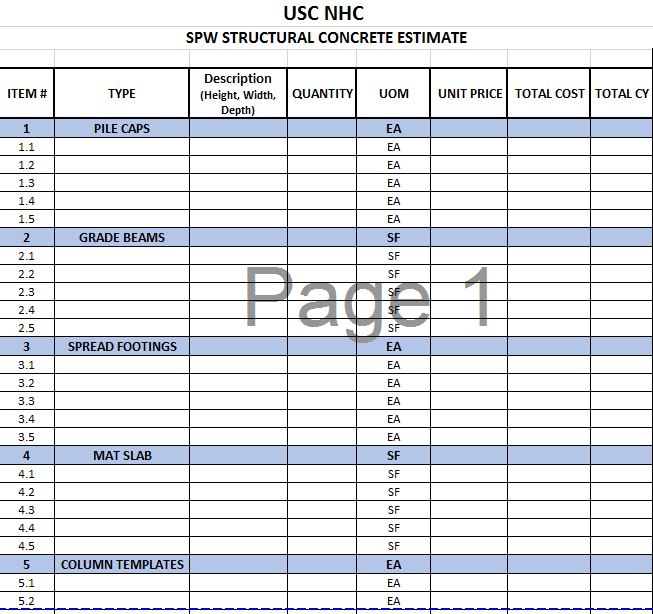 USC NHC
SPW STRUCTURAL CONCRETE ESTIMATE
ITEM # TYPE Description (Height, Width, Depth) QUANTITY UOM UNIT PRICE TOTAL COST TOTAL CY
1 PILE CAPS EA
1.1 EA
1.2 EA
1.3 EA
1.4 EA
1.5 EA
2 GRADE BEAMS SF
2.1 SF
2.2 SF
2.3 SF
2.4 SF
2.5 SF
Page 1
3 SPREAD FOOTINGS EA
3.1 EA
3.2 EA
3.3 EA
3.4 EA
3.5 EA
4 MAT SLAB SF
4.1 SF
4.2 SF
4.3 SF
4.4 SF
4.5 SF
5 COLUMN TEMPLATES EA
5.1 EA
5.2 EA